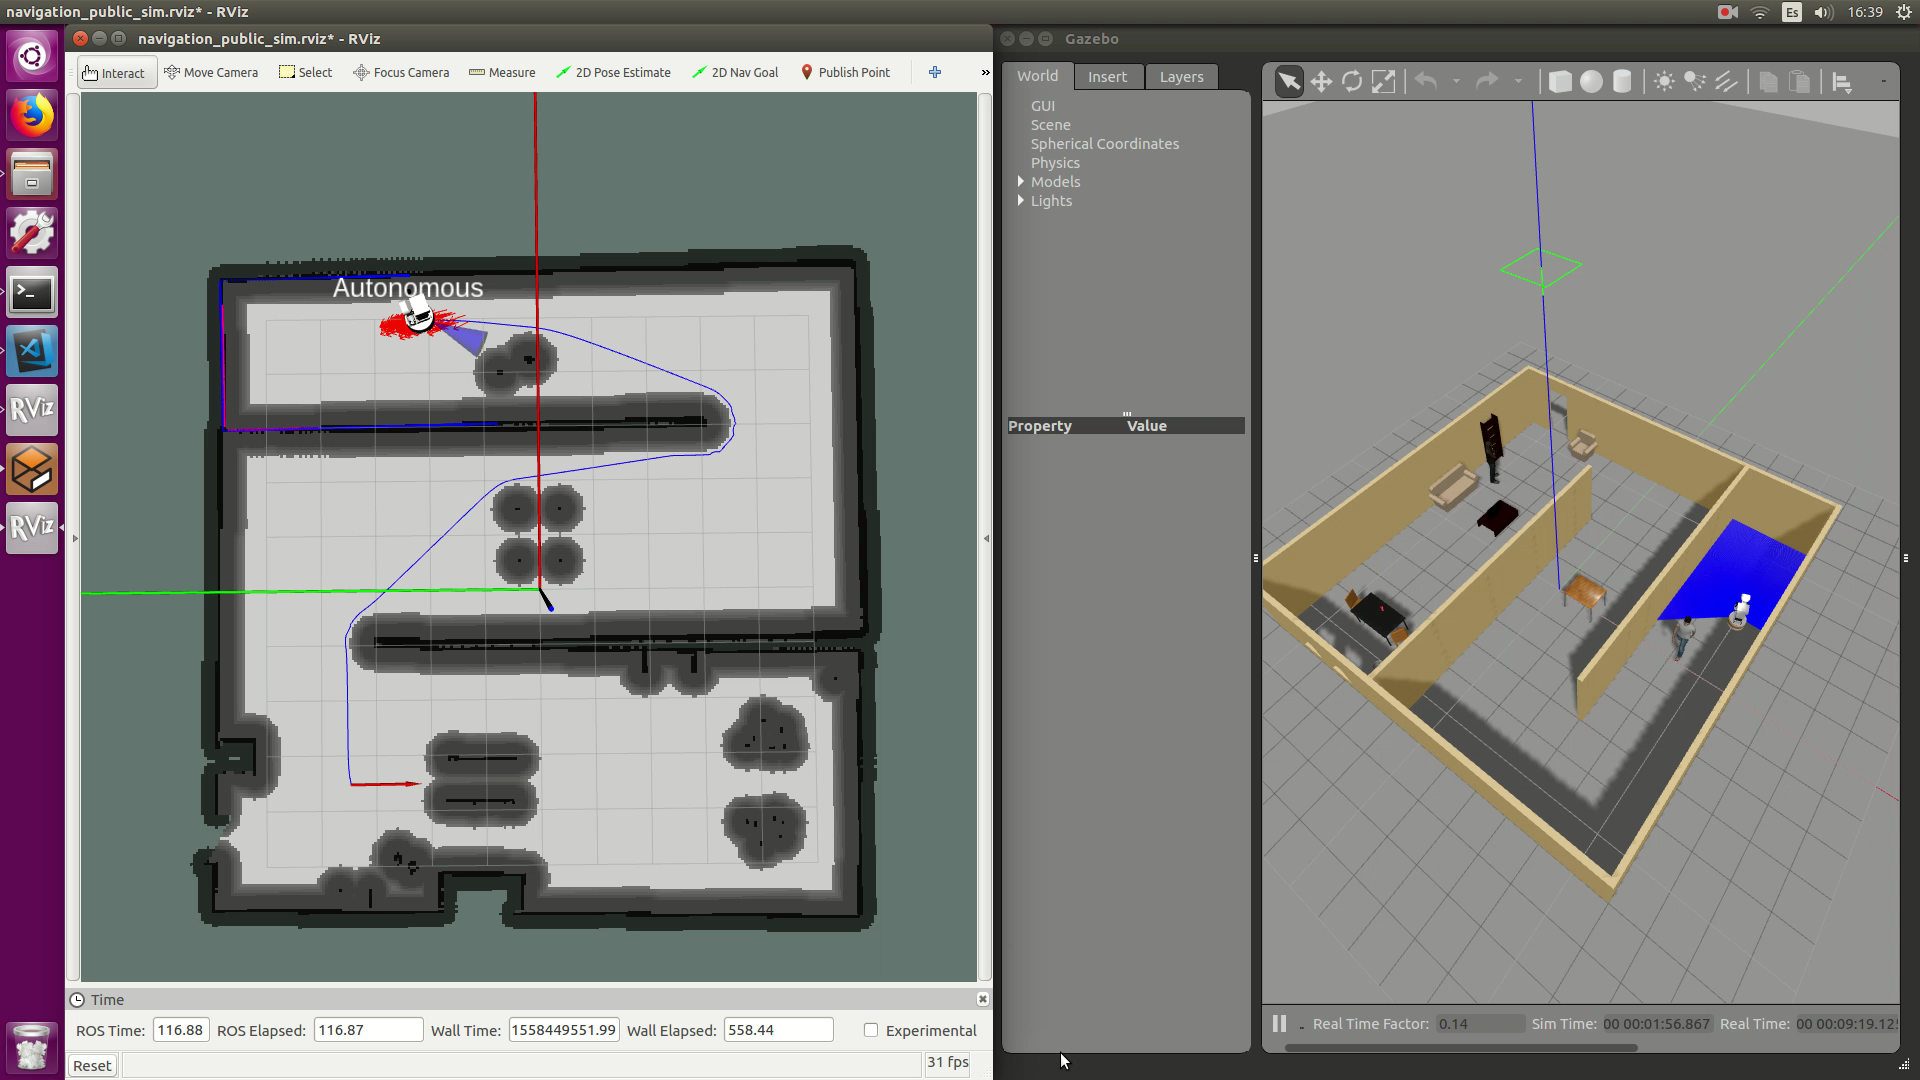 navigation_public_sim.rviz* - RViz
Es
16:39
navigation_public_sim.rviz* - RViz
Interact
Move Camera
Select
Focus Camera
Measure
2D Pose Estimate
2D Nav Goal
Publish Point
»
Autonomous
Time
ROS Time: 116.88 ROS Elapsed: 116.87 Wall Time: 1558449551.99 Wall Elapsed: 558.44 Experimental
Reset
31 fps
RViz
RViz
Gazebo
World Insert Layers
GUI
Scene
Spherical Coordinates
Physics
Models
Lights
Property Value
Real Time Factor: 0.14 Sim Time: 00 00:01:56.867 Real Time: 00 00:09:19.125